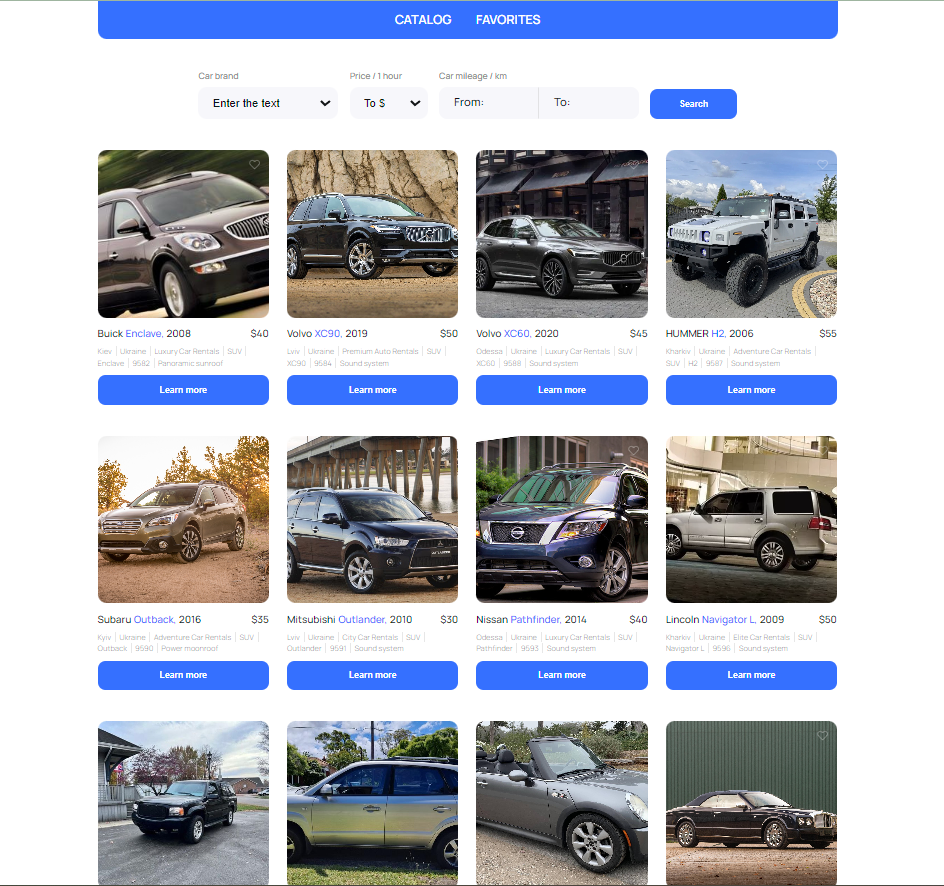 CATALOG FAVORITES
Car brand Price / 1 hour Car mileage / km
Enter the text To $ From: To: Search
Buick Enclave, 2008 $40
Kiev | Ukraine | Luxury Car Rentals | SUV |
Enclave | 9582 | Panoramic sunroof
Learn more
Volvo XC90, 2019 $50
Lviv | Ukraine | Premium Auto Rentals | SUV |
XC90 | 9584 | Sound system
Learn more
Volvo XC60, 2020 $45
Odessa | Ukraine | Luxury Car Rentals | SUV |
XC60 | 9588 | Sound system
Learn more
HUMMER H2, 2006 $55
Kharkiv | Ukraine | Adventure Car Rentals |
SUV | H2 | 9587 | Sound system
Learn more
Subaru Outback, 2016 $35
Kyiv | Ukraine | Adventure Car Rentals | SUV |
Outback | 9590 | Power moonroof
Learn more
Mitsubishi Outlander, 2010 $30
Lviv | Ukraine | City Car Rentals | SUV |
Outlander | 9591 | Sound system
Learn more
Nissan Pathfinder, 2014 $40
Odessa | Ukraine | Luxury Car Rentals | SUV |
Pathfinder | 9593 | Sound system
Learn more
Lincoln Navigator L, 2009 $50
Kharkiv | Ukraine | Elite Car Rentals | SUV |
Navigator L | 9596 | Sound system
Learn more